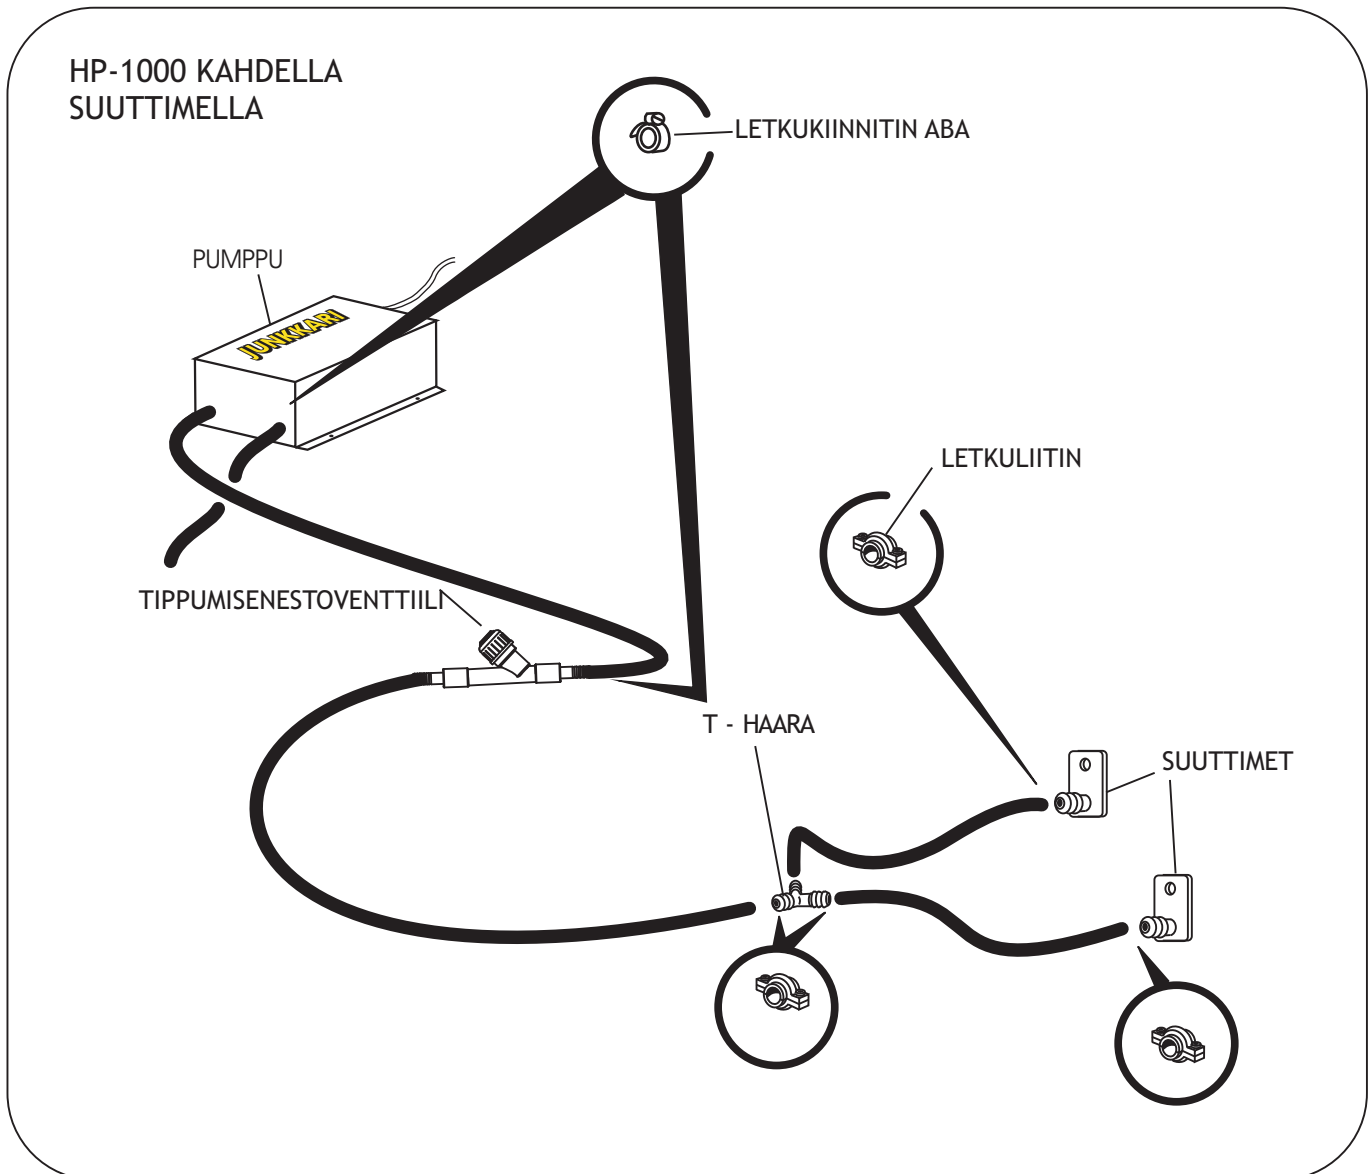 HP-1000 KAHDELLA
SUUTTIMELLA
LETKUKIINNITIN ABA
PUMPPU
JUNKKARI
LETKULIITIN
TIPPUMISENESTOVENTTIILI
T - HAARA
SUUTTIMET